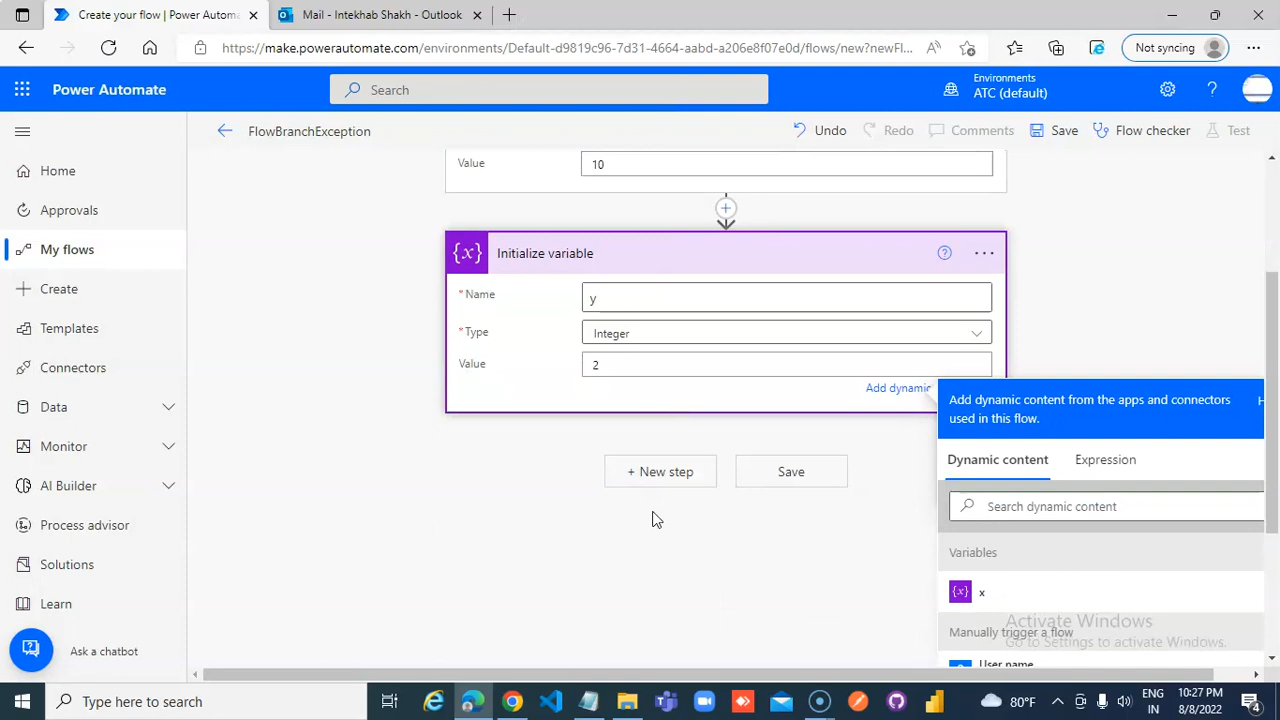 Create your flow | Power Automa
Mail - Intekhab Shakh - Outlook
https://make.powerautomate.com/environments/Default-d9819c96-7d31-4664-aabd-a206e8f07e0d/flows/new?newFl...
Not syncing
Power Automate
Search
Environments
ATC (default)
FlowBranchException
Undo
Redo
Comments
Save
Flow checker
Test
Home
Approvals
My flows
Create
Templates
Connectors
Data
Monitor
AI Builder
Process advisor
Solutions
Learn
Ask a chatbot
Value
10
{x}
Initialize variable
* Name
y
* Type
Integer
Value
2
Add dynamic
+ New step
Save
Add dynamic content from the apps and connectors
used in this flow.
Dynamic content
Expression
Search dynamic content
Variables
{x}
x
Manually trigger a flow
User name
Activate Windows
Go to Settings to activate Windows.
Type here to search
80°F
ENG
IN
10:27 PM
8/8/2022
4